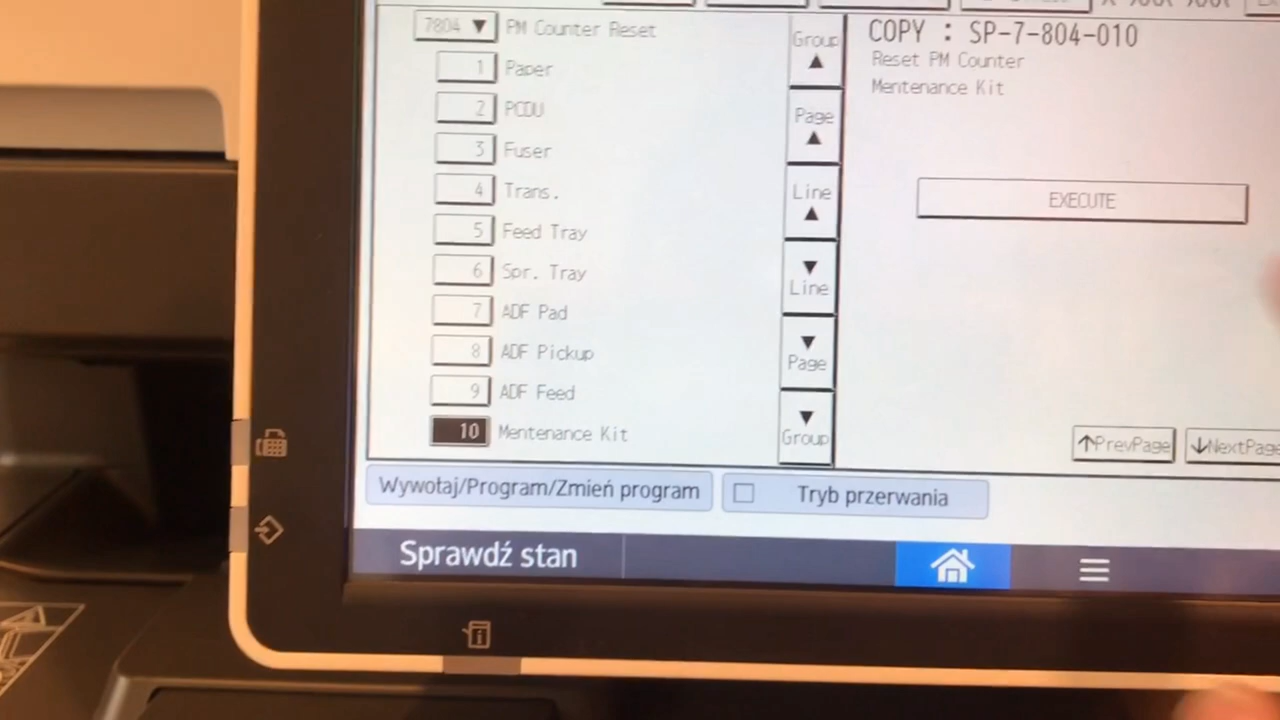 7804 ▼ PM Counter Reset
1 Paper
2 PCDU
3 Fuser
4 Trans.
5 Feed Tray
6 Spr. Tray
7 ADF Pad
8 ADF Pickup
9 ADF Feed
10 Mentenance Kit
Group ▲
Page ▲
Line ▲
▼ Line
▼ Page
▼ Group
COPY : SP-7-804-010
Reset PM Counter
Mentenance Kit
EXECUTE
↑PrevPage ↓NextPage
Wywołaj/Program/Zmień program Tryb przerwania
Sprawdź stan